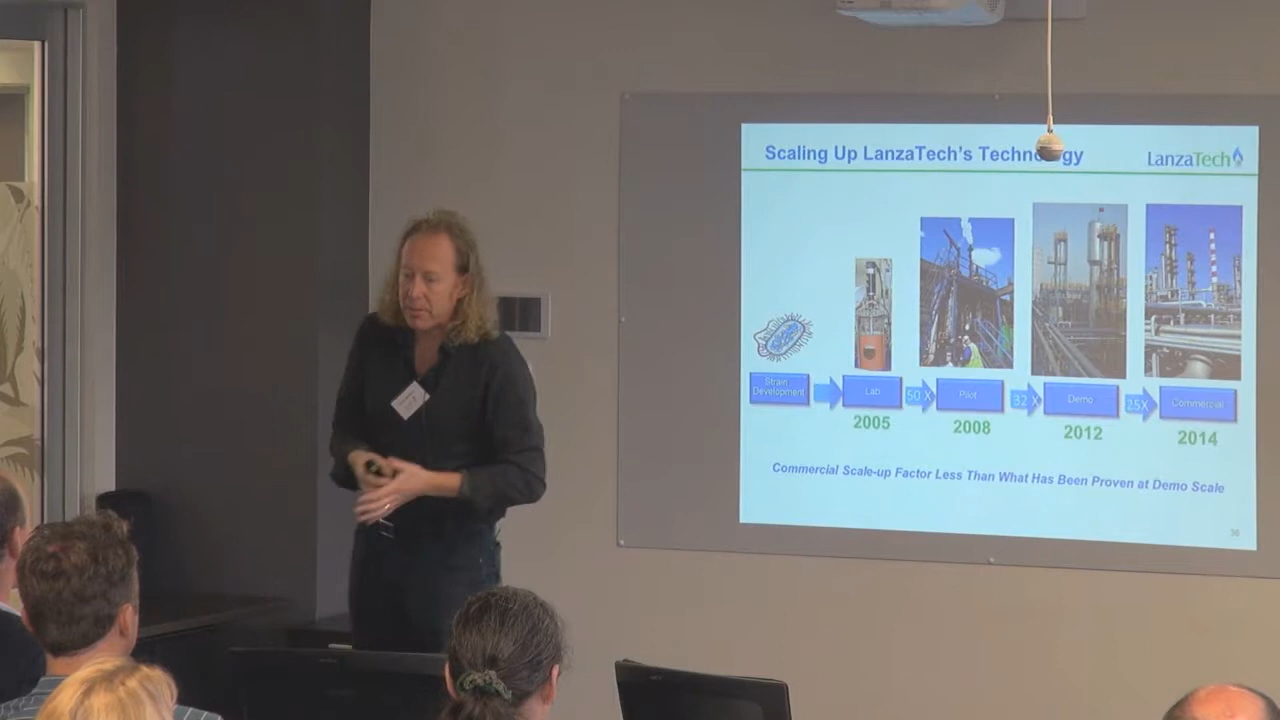 Scaling Up LanzaTech's Technology
LanzaTech
Strain
Development
Lab
50 X
Pilot
32 X
Demo
25X
Commercial
2005
2008
2012
2014
Commercial Scale-up Factor Less Than What Has Been Proven at Demo Scale
36